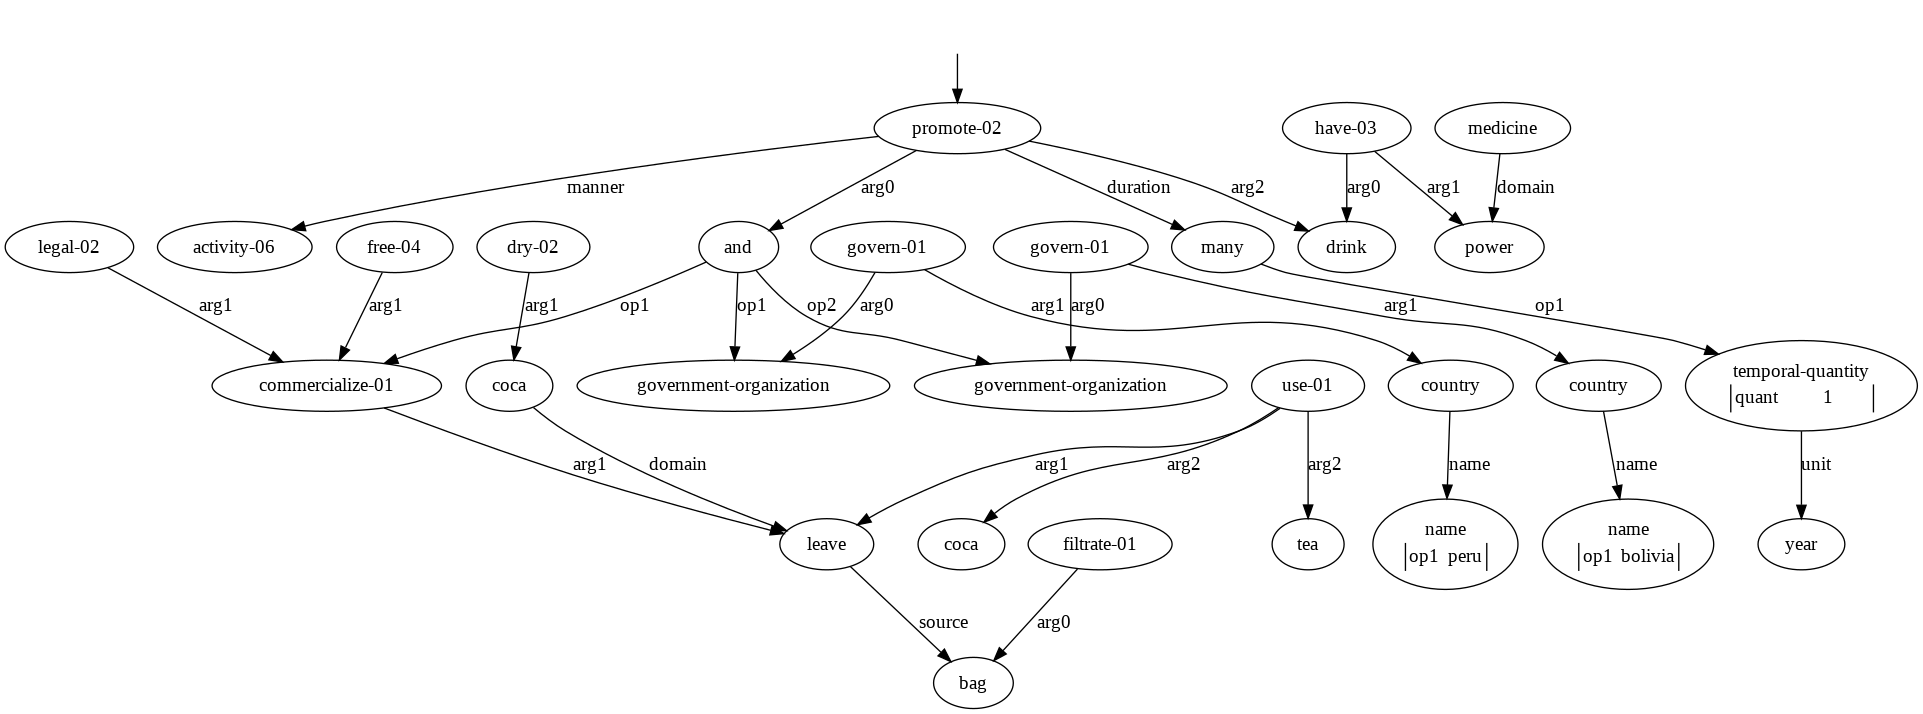 promote-02
have-03
medicine
manner
arg0
duration
arg2
arg0
arg1
domain
legal-02
activity-06
free-04
dry-02
and
govern-01
govern-01
many
drink
power
arg1
arg1
arg1
op1
op1
op2
arg0
arg1
arg0
arg1
op1
commercialize-01
coca
government-organization
government-organization
use-01
country
country
temporal-quantity
quant 1
arg1
domain
arg1
arg2
arg2
name
name
unit
leave
coca
filtrate-01
tea
name
op1 peru
name
op1 bolivia
year
source
arg0
bag